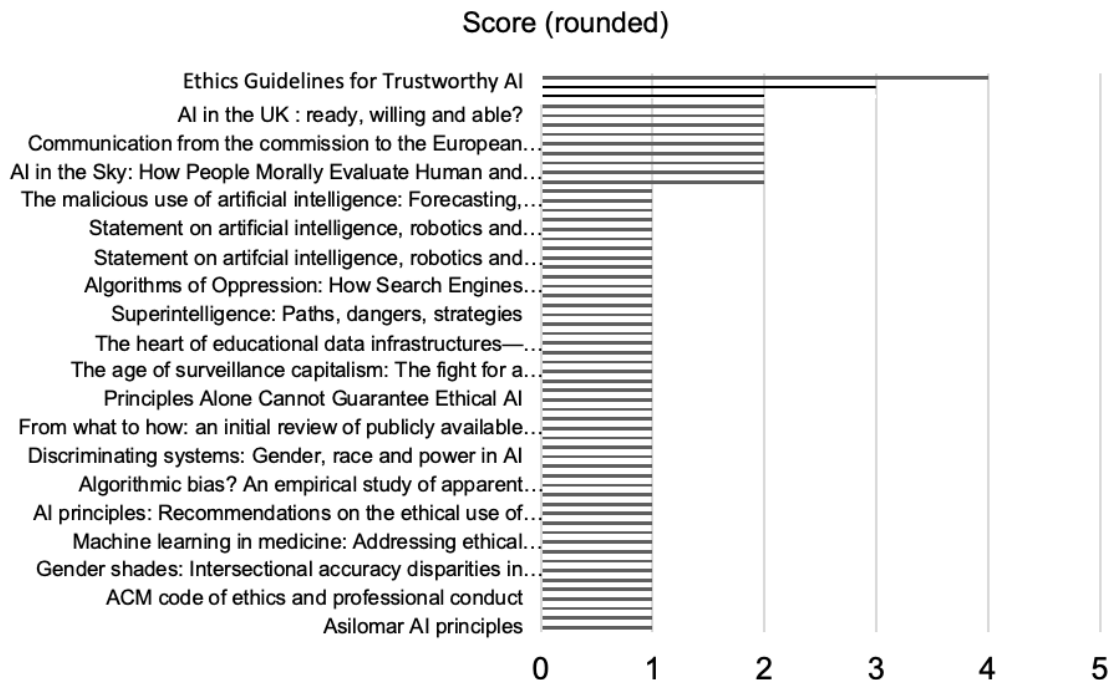 Score (rounded)
Ethics Guidelines for Trustworthy AI
AI in the UK : ready, willing and able?
Communication from the commission to the European…
AI in the Sky: How People Morally Evaluate Human and…
The malicious use of artificial intelligence: Forecasting,…
Statement on artificial intelligence, robotics and…
Statement on artifcial intelligence, robotics and…
Algorithms of Oppression: How Search Engines…
Superintelligence: Paths, dangers, strategies
The heart of educational data infrastructures—…
The age of surveillance capitalism: The fight for a…
Principles Alone Cannot Guarantee Ethical AI
From what to how: an initial review of publicly available…
Discriminating systems: Gender, race and power in AI
Algorithmic bias? An empirical study of apparent…
AI principles: Recommendations on the ethical use of…
Machine learning in medicine: Addressing ethical…
Gender shades: Intersectional accuracy disparities in…
ACM code of ethics and professional conduct
Asilomar AI principles
0 1 2 3 4 5